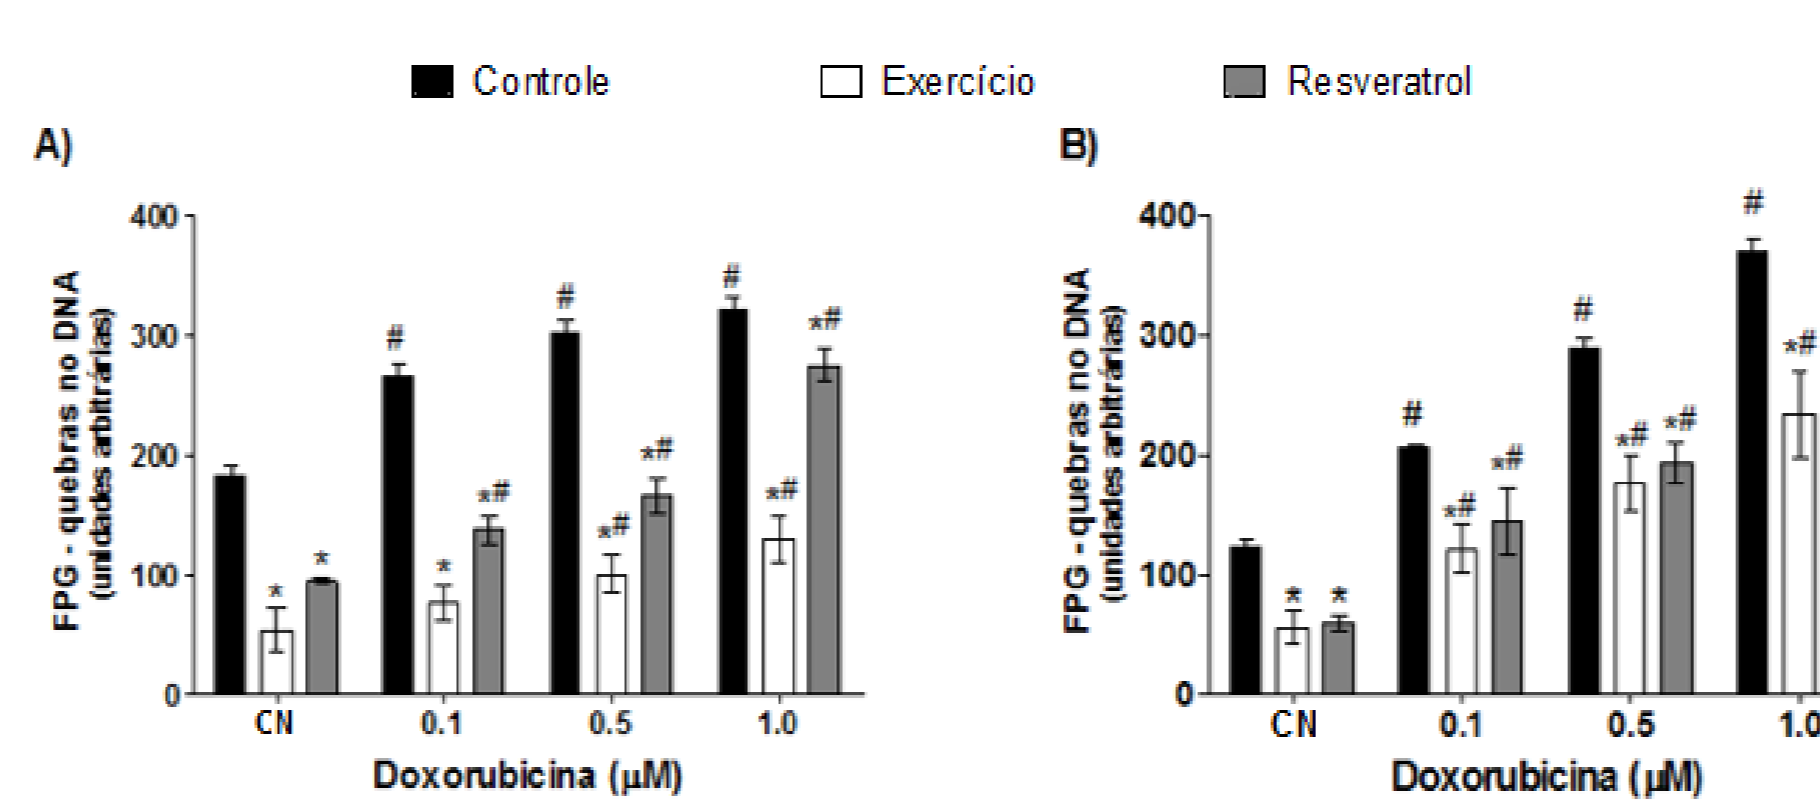 Controle Exercício Resveratrol
A)
FPG - quebras no DNA
(unidades arbitrárias)
400
300
200
100
0
# # # *#
*# *# *#
*# * * *
CN 0.1 0.5 1.0
Doxorubicina (μM)
B)
FPG - quebras no DNA
(unidades arbitrárias)
400
300
200
100
0
#
# *#
# *# *#
*# *#
* *
CN 0.1 0.5 1.0
Doxorubicina (μM)